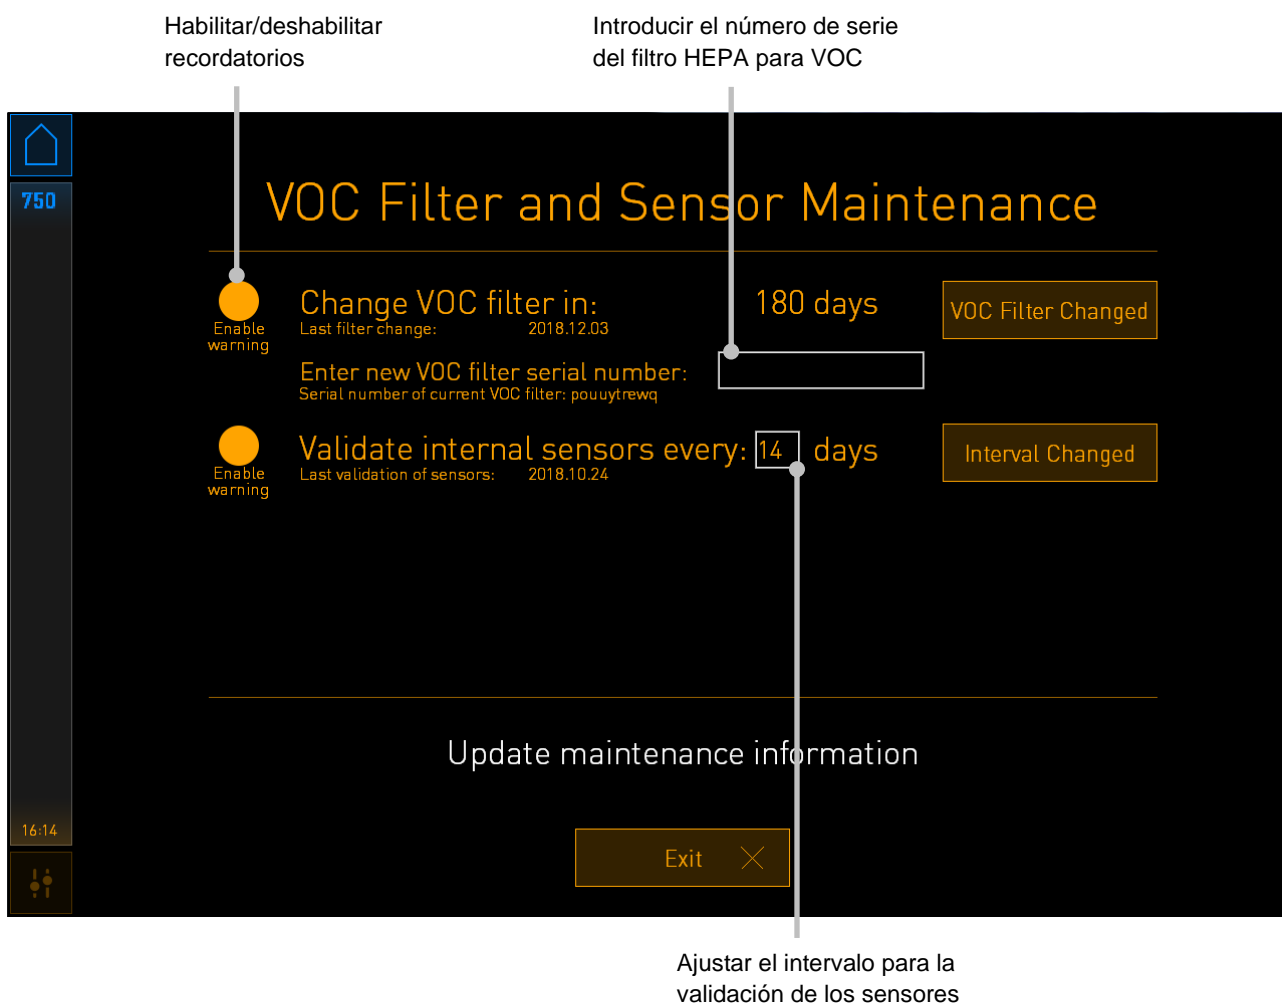 Habilitar/deshabilitar
recordatorios
Introducir el número de serie
del filtro HEPA para VOC
750
VOC Filter and Sensor Maintenance
Change VOC filter in:
180 days
VOC Filter Changed
Last filter change:
2018.12.03
Enable
warning
Enter new VOC filter serial number:
Serial number of current VOC filter: pouuytrewq
Validate internal sensors every:
14
days
Interval Changed
Last validation of sensors:
2018.10.24
Enable
warning
Update maintenance information
16:14
Exit
Ajustar el intervalo para la
validación de los sensores